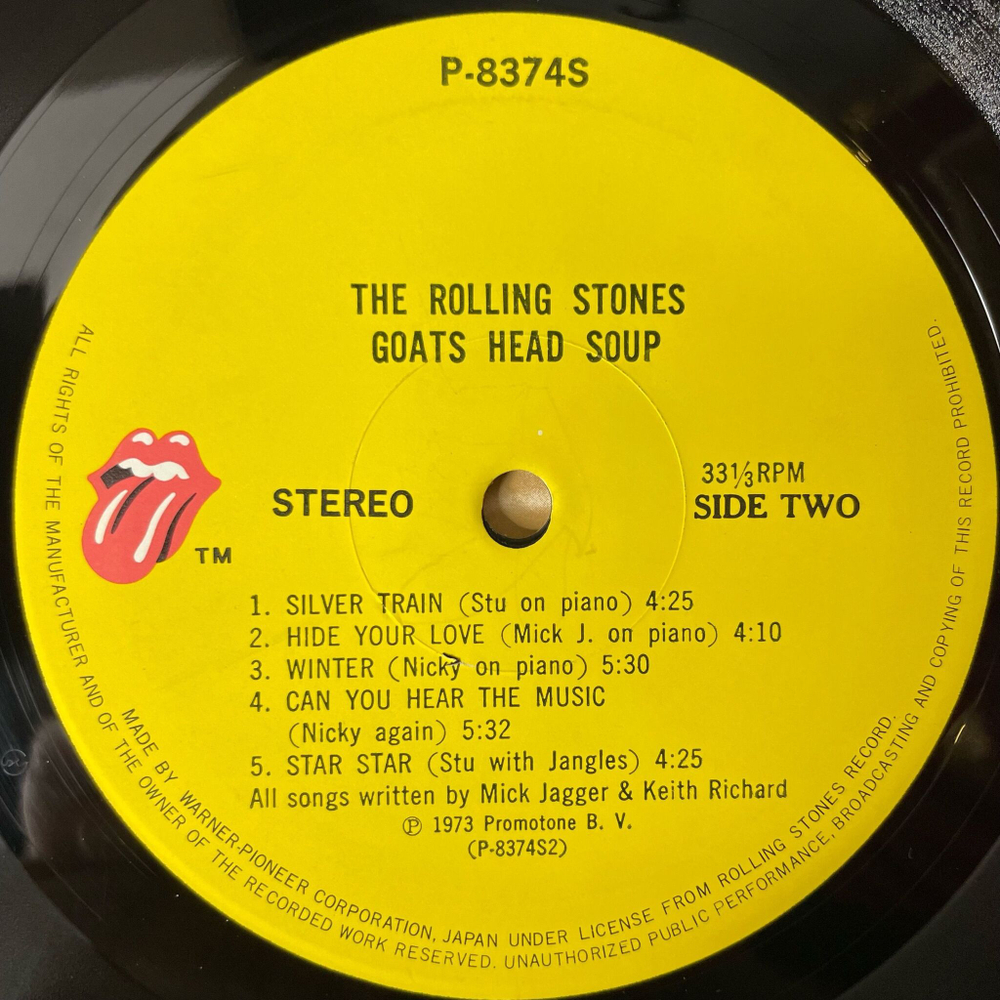 P-8374S
THE ROLLING STONES
GOATS HEAD SOUP
STEREO
33⅓RPM
SIDE TWO
TM
1. SILVER TRAIN (Stu on piano) 4:25
2. HIDE YOUR LOVE (Mick J. on piano) 4:10
3. WINTER (Nicky on piano) 5:30
4. CAN YOU HEAR THE MUSIC
(Nicky again) 5:32
5. STAR STAR (Stu with Jangles) 4:25
All songs written by Mick Jagger & Keith Richard
℗ 1973 Promotone B. V.
(P-8374S2)
MADE BY WARNER-PIONEER CORPORATION, JAPAN UNDER LICENSE FROM ROLLING STONES RECORD.
ALL RIGHTS OF THE MANUFACTURER AND OF THE OWNER OF THE RECORDED WORK RESERVED. UNAUTHORIZED PUBLIC PERFORMANCE, BROADCASTING AND COPYING OF THIS RECORD PROHIBITED.